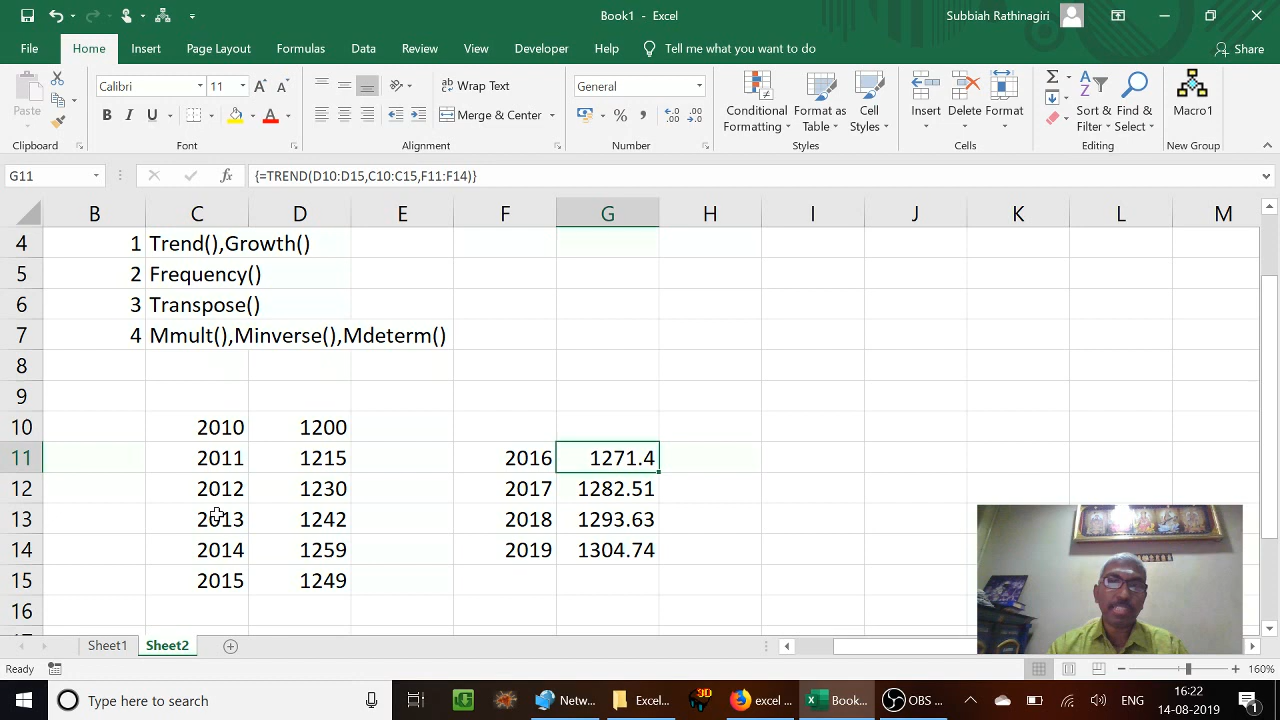 Book1 - Excel
Subbiah Rathinagiri
File Home Insert Page Layout Formulas Data Review View Developer Help Tell me what you want to do Share
Paste
Clipboard
Calibri 11
B I U
Font
Wrap Text
Merge & Center
Alignment
General
% ,
Number
Conditional Formatting
Format as Table
Cell Styles
Styles
Insert Delete Format
Cells
Sort & Filter
Find & Select
Editing
Macro1
New Group
G11
fx
{=TREND(D10:D15,C10:C15,F11:F14)}
B C D E F G H I J K L M
4 1 Trend(),Growth()
5 2 Frequency()
6 3 Transpose()
7 4 Mmult(),Minverse(),Mdeterm()
8
9
10 2010 1200
11 2011 1215 2016 1271.4
12 2012 1230 2017 1282.51
13 2013 1242 2018 1293.63
14 2014 1259 2019 1304.74
15 2015 1249
16
Sheet1 Sheet2
Ready
160%
Type here to search
Netw...
Excel...
excel ...
Book...
OBS ...
ENG
16:22
14-08-2019